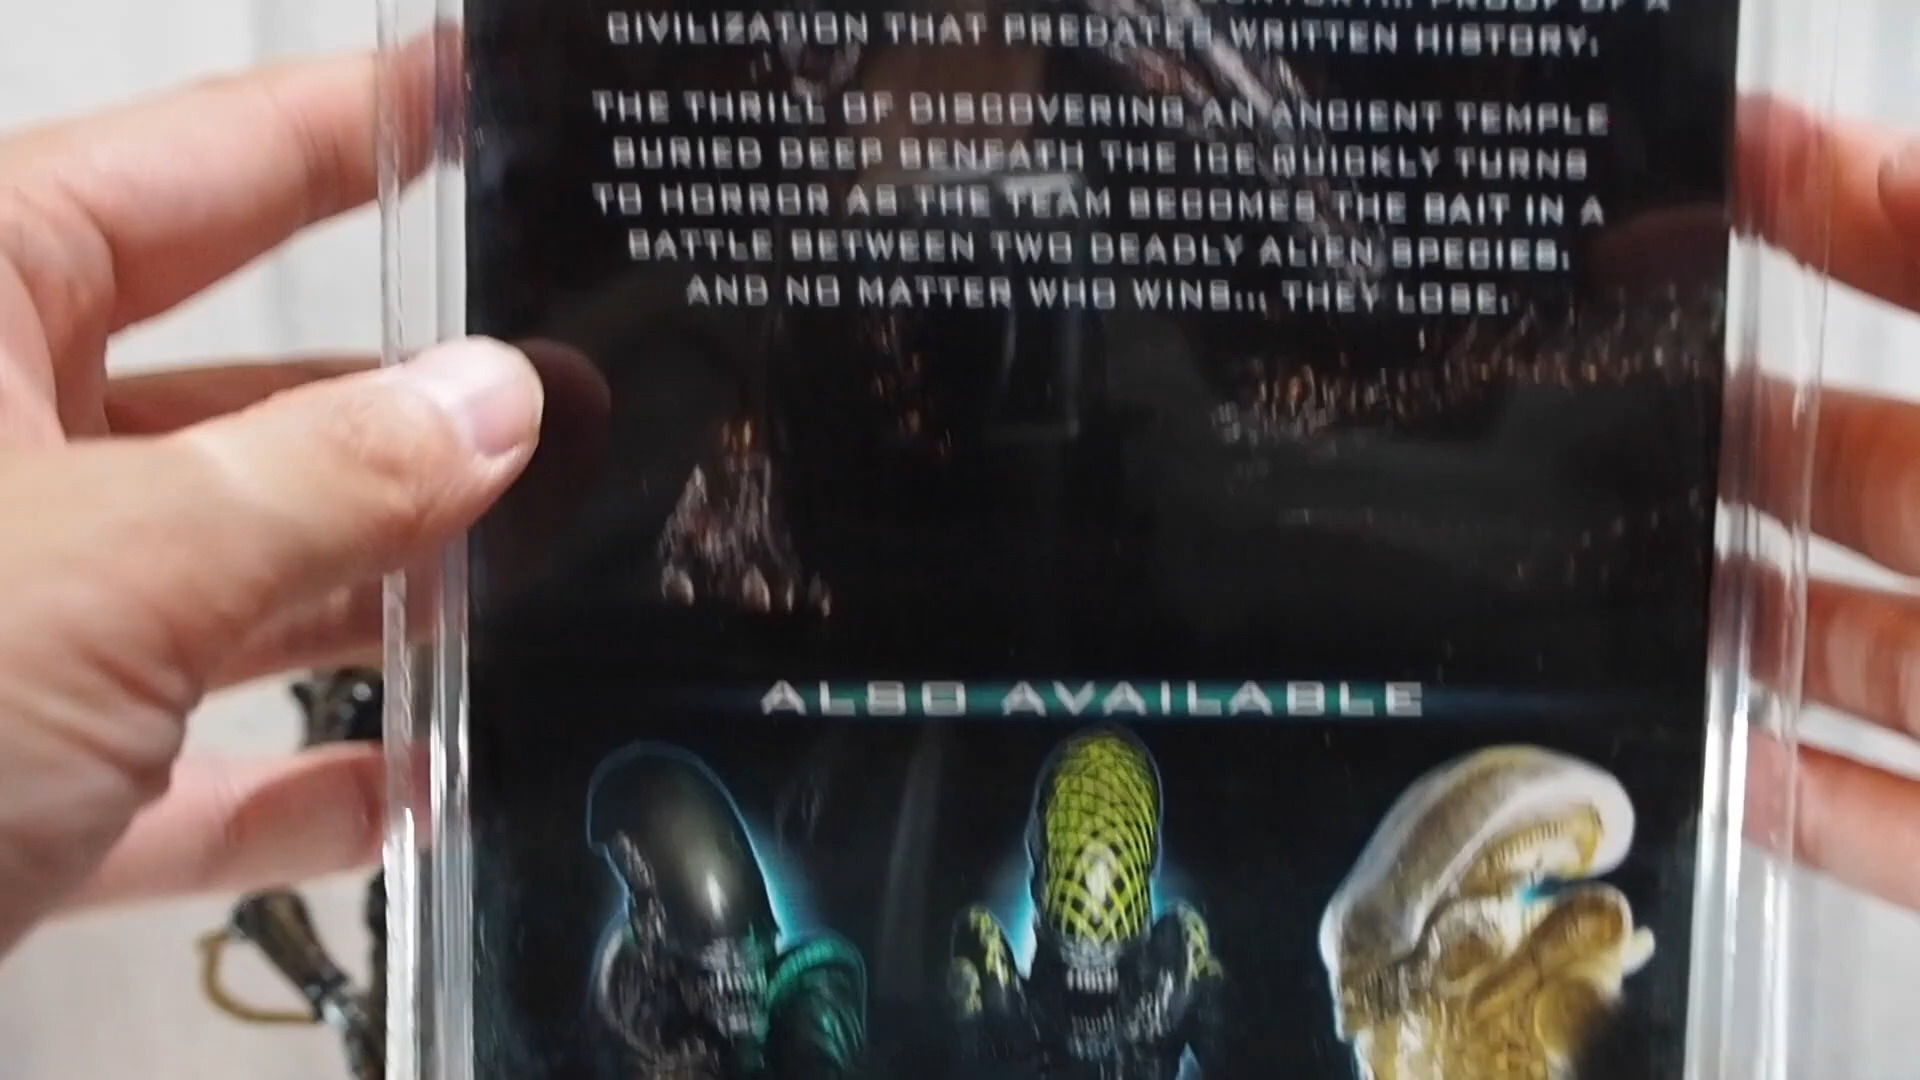 PROOF OF A
CIVILIZATION THAT PREDATED WRITTEN HISTORY.
THE THRILL OF DISCOVERING AN ANCIENT TEMPLE
BURIED DEEP BENEATH THE ICE QUICKLY TURNS
TO HORROR AS THE TEAM BECOMES THE BAIT IN A
BATTLE BETWEEN TWO DEADLY ALIEN SPECIES.
AND NO MATTER WHO WINS... THEY LOSE.
ALSO AVAILABLE